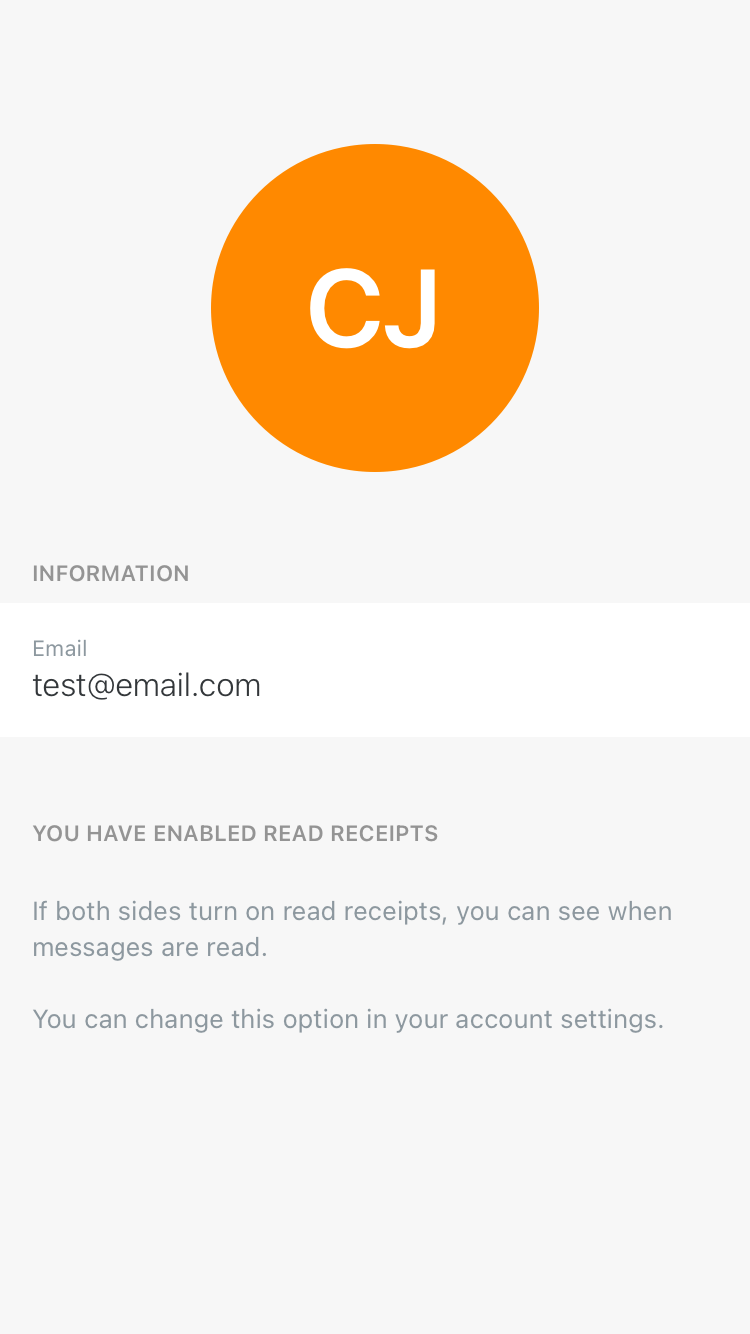 CJ
INFORMATION
Email
test@email.com
YOU HAVE ENABLED READ RECEIPTS
If both sides turn on read receipts, you can see when
messages are read.
You can change this option in your account settings.